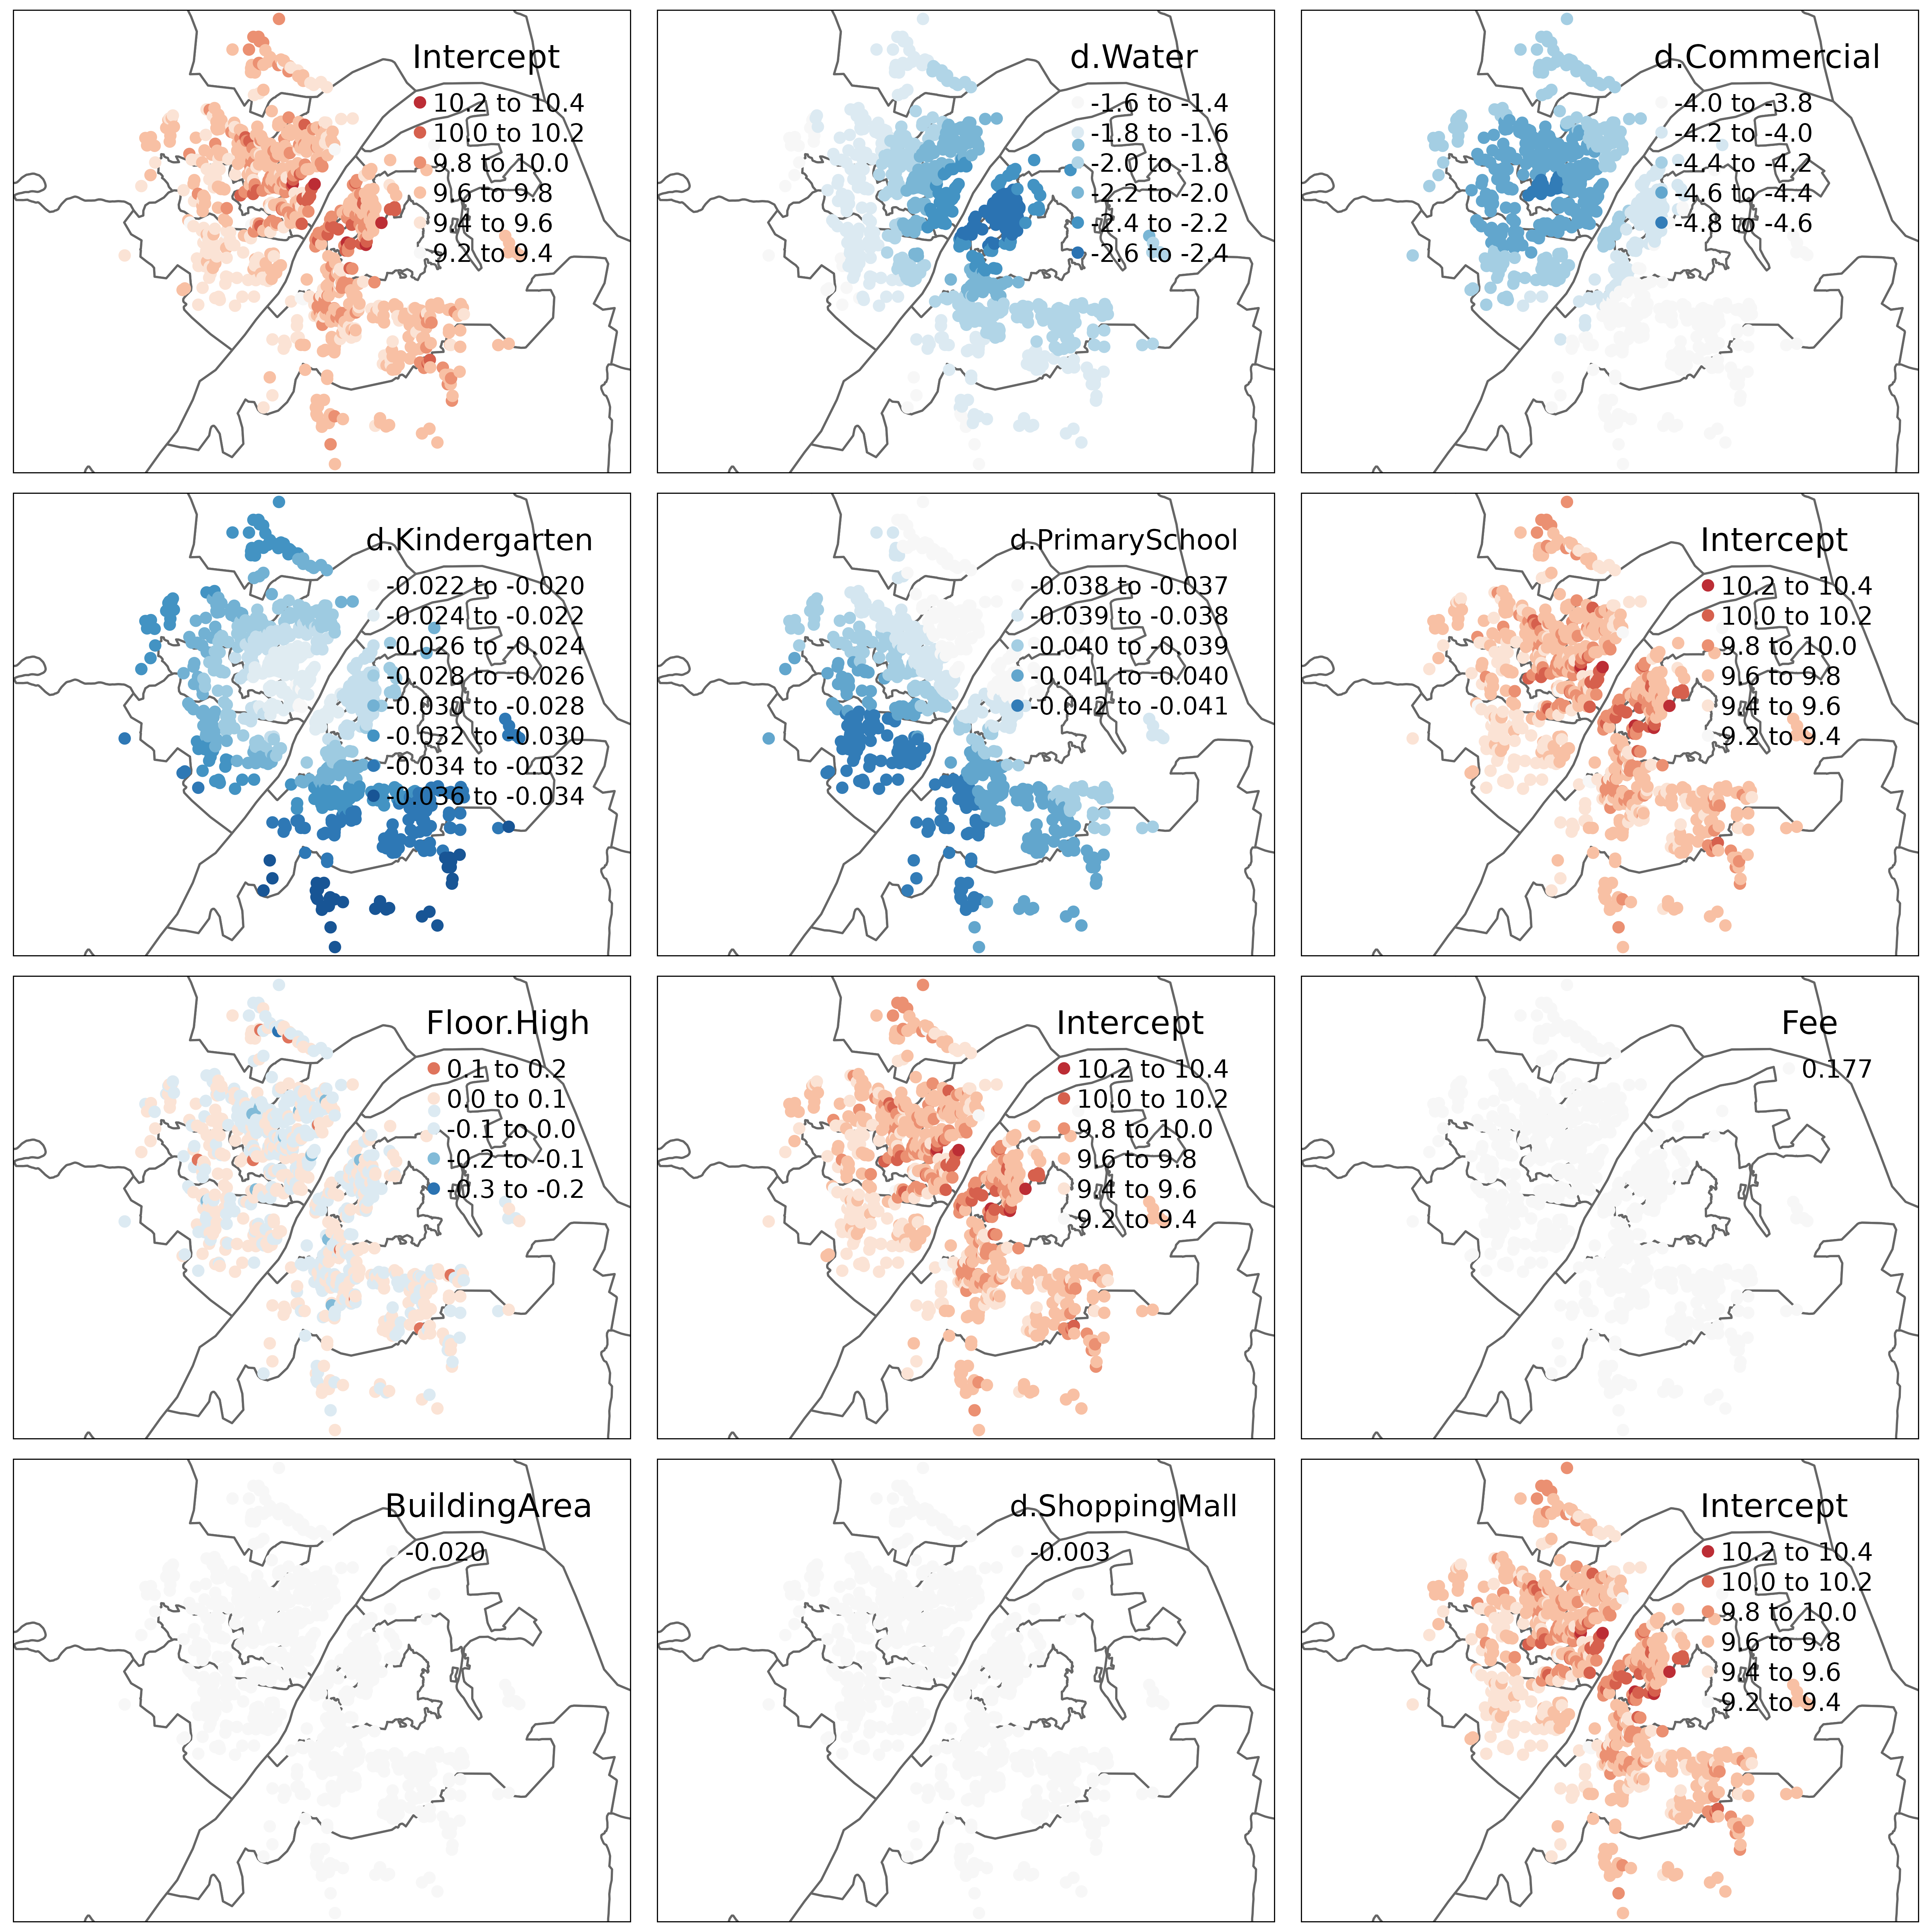 Intercept
10.2 to 10.4
10.0 to 10.2
9.8 to 10.0
9.6 to 9.8
9.4 to 9.6
9.2 to 9.4
d.Water
-1.6 to -1.4
-1.8 to -1.6
-2.0 to -1.8
-2.2 to -2.0
-2.4 to -2.2
-2.6 to -2.4
d.Commercial
-4.0 to -3.8
-4.2 to -4.0
-4.4 to -4.2
-4.6 to -4.4
-4.8 to -4.6
d.Kindergarten
-0.022 to -0.020
-0.024 to -0.022
-0.026 to -0.024
-0.028 to -0.026
-0.030 to -0.028
-0.032 to -0.030
-0.034 to -0.032
-0.036 to -0.034
d.PrimarySchool
-0.038 to -0.037
-0.039 to -0.038
-0.040 to -0.039
-0.041 to -0.040
-0.042 to -0.041
Intercept
10.2 to 10.4
10.0 to 10.2
9.8 to 10.0
9.6 to 9.8
9.4 to 9.6
9.2 to 9.4
Floor.High
0.1 to 0.2
0.0 to 0.1
-0.1 to 0.0
-0.2 to -0.1
-0.3 to -0.2
Intercept
10.2 to 10.4
10.0 to 10.2
9.8 to 10.0
9.6 to 9.8
9.4 to 9.6
9.2 to 9.4
Fee
0.177
BuildingArea
-0.020
d.ShoppingMall
-0.003
Intercept
10.2 to 10.4
10.0 to 10.2
9.8 to 10.0
9.6 to 9.8
9.4 to 9.6
9.2 to 9.4